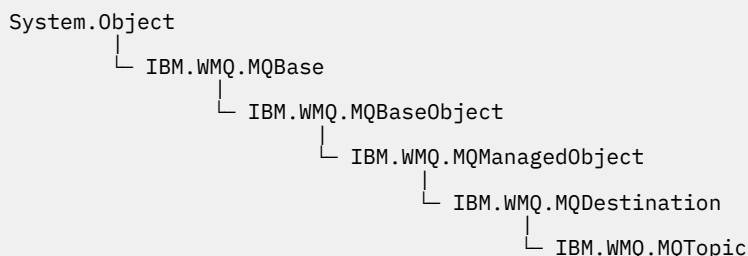 System.Object
IBM.WMQ.MQBase
IBM.WMQ.MQBaseObject
IBM.WMQ.MQManagedObject
IBM.WMQ.MQDestination
IBM.WMQ.MQTopic